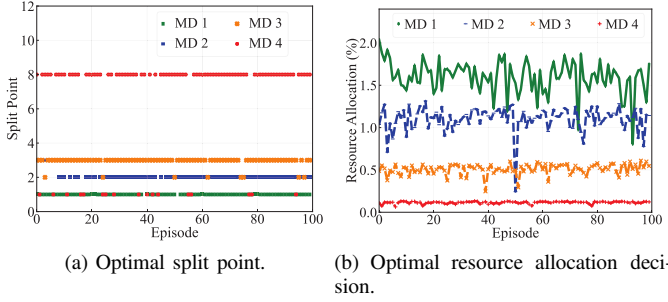 12
10
8
6
4
2
0
Split Point
MD 1 MD 3
MD 2 MD 4
0 20 40 60 80 100
Episode
2.0
1.5
1.0
0.5
0.0
Resource Allocation (%)
MD 1 MD 2 MD 3 MD 4
0 20 40 60 80 100
Episode
(a) Optimal split point.
(b) Optimal resource allocation deci-
sion.